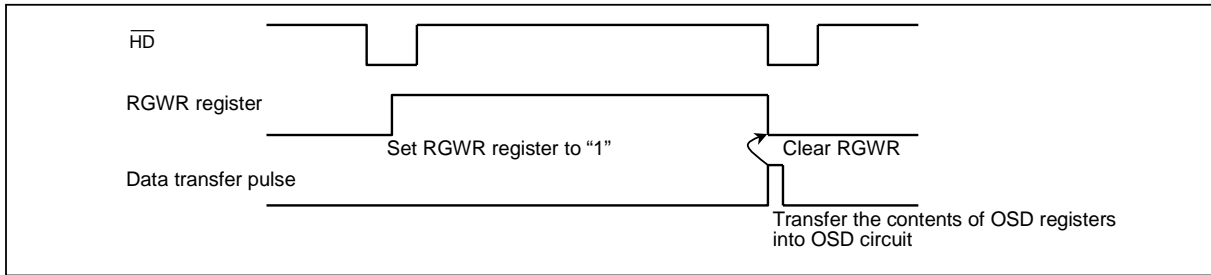 HD
RGWR register
Set RGWR register to “1”
Clear RGWR
Data transfer pulse
Transfer the contents of OSD registers
into OSD circuit